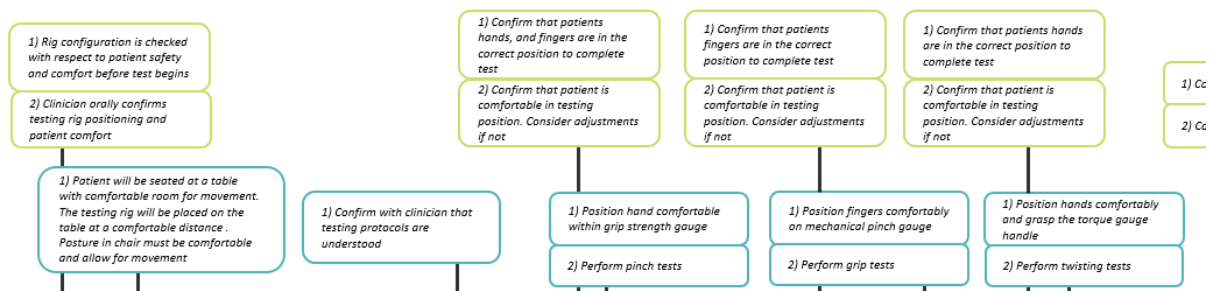 1) Rig configuration is checked
with respect to patient safety
and comfort before test begins
2) Clinician orally confirms
testing rig positioning and
patient comfort
1) Patient will be seated at a table
with comfortable room for movement.
The testing rig will be placed on the
table at a comfortable distance .
Posture in chair must be comfortable
and allow for movement
1) Confirm with clinician that
testing protocols are
understood
1) Confirm that patients
hands, and fingers are in the
correct position to complete
test
2) Confirm that patient is
comfortable in testing
position. Consider adjustments
if not
1) Position hand comfortable
within grip strength gauge
2) Perform pinch tests
1) Confirm that patients
fingers are in the correct
position to complete test
2) Confirm that patient is
comfortable in testing
position. Consider adjustments
if not
1) Position fingers comfortably
on mechanical pinch gauge
2) Perform grip tests
1) Confirm that patients hands
are in the correct position to
complete test
2) Confirm that patient is
comfortable in testing
position. Consider adjustments
if not
1) Position hands comfortably
and grasp the torque gauge
handle
2) Perform twisting tests
1) Co
2) Co